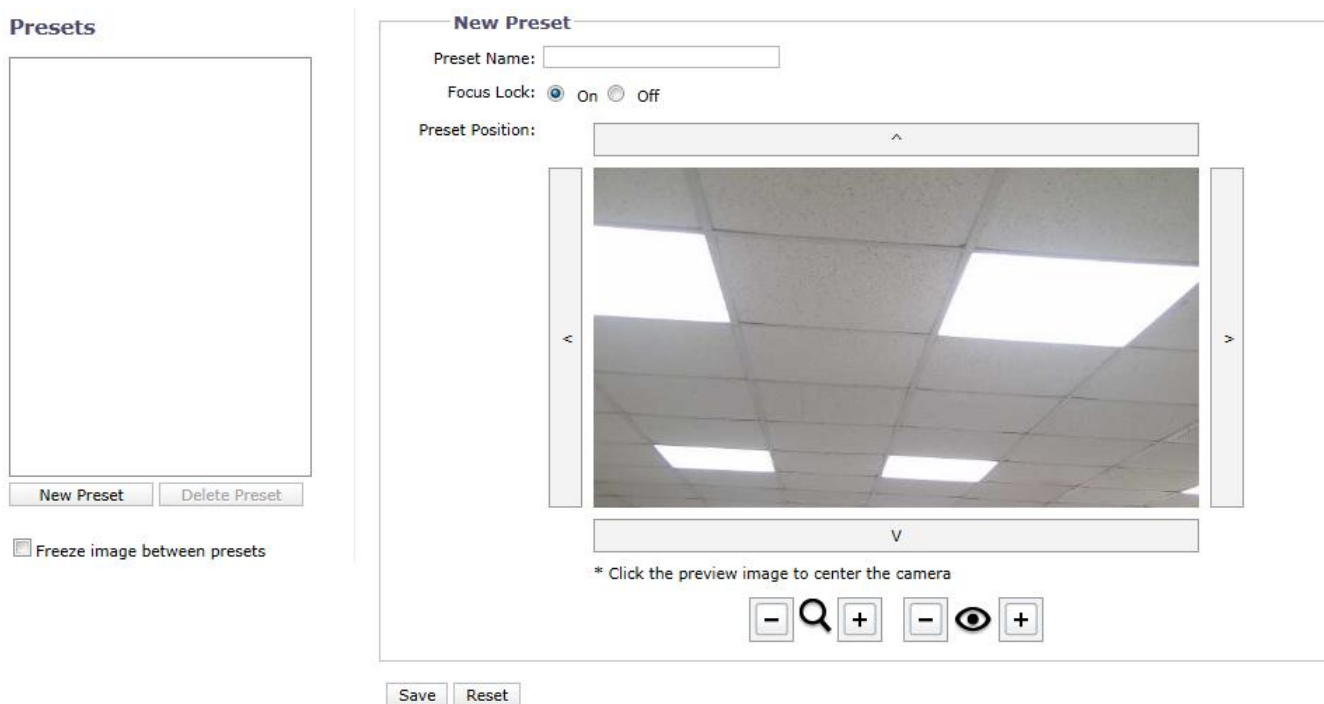 Presets
New Preset Delete Preset
Freeze image between presets
New Preset
Preset Name:
Focus Lock: On Off
Preset Position:
^
< >
v
* Click the preview image to center the camera
- + - +
Save Reset